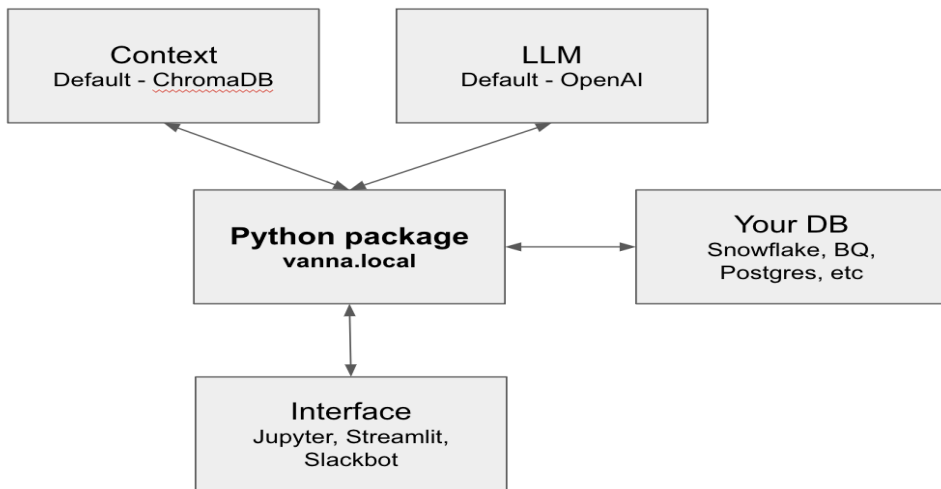 Context
Default - ChromaDB
LLM
Default - OpenAI
Python package
vanna.local
Your DB
Snowflake, BQ,
Postgres, etc
Interface
Jupyter, Streamlit,
Slackbot